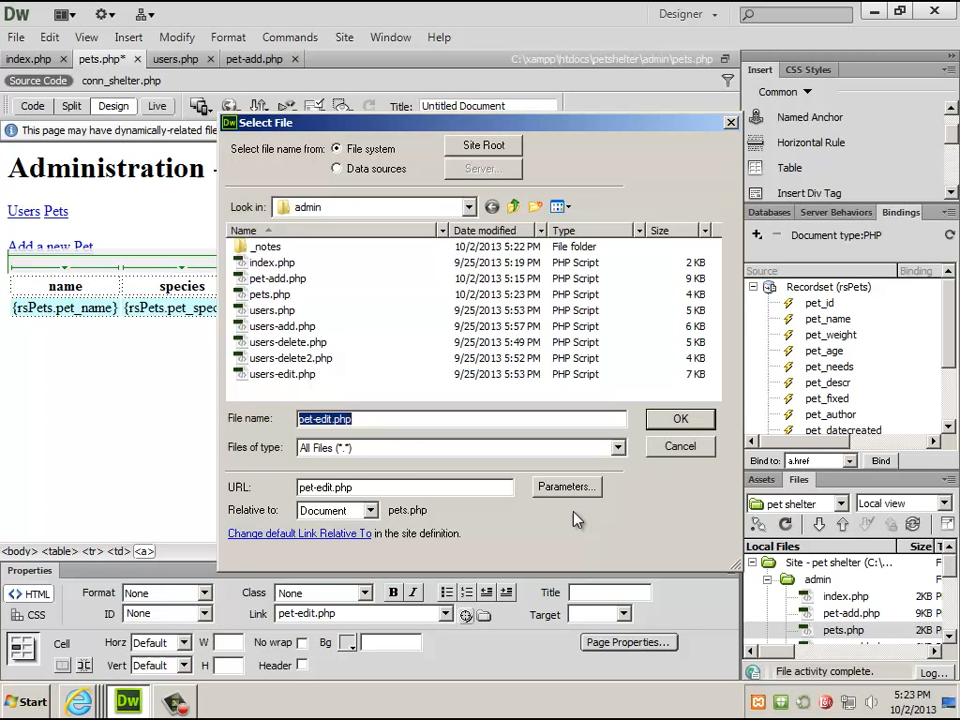 Dw
Designer
File Edit View Insert Modify Format Commands Site Window Help
index.php pets.php* users.php pet-add.php C:\xampp\htdocs\petshelter\admin\pets.php
Source Code conn_shelter.php
Code Split Design Live Title: Untitled Document
This page may have dynamically-related fil
Administration -
Users Pets
Add a new Pet
name species
{rsPets.pet_name} {rsPets.pet_spec
Dw Select File
Select file name from: File system Site Root
Data sources Server...
Look in: admin
Name Date modified Type Size
_notes 10/2/2013 5:22 PM File folder
index.php 9/25/2013 5:19 PM PHP Script 2 KB
pet-add.php 10/2/2013 5:16 PM PHP Script 9 KB
pets.php 10/2/2013 5:23 PM PHP Script 2 KB
users.php 9/25/2013 5:43 PM PHP Script 5 KB
users-add.php 9/25/2013 5:57 PM PHP Script 6 KB
users-delete.php 9/25/2013 5:49 PM PHP Script 5 KB
users-delete2.php 9/25/2013 5:52 PM PHP Script 4 KB
users-edit.php 9/25/2013 5:53 PM PHP Script 7 KB
File name: pet-edit.php OK
Files of type: All Files (*.*) Cancel
URL: pet-edit.php Parameters...
Relative to: Document pets.php
Change default Link Relative To in the site definition.
Insert CSS Styles
Common
Named Anchor
Horizontal Rule
Table
Insert Div Tag
Databases Server Behaviors Bindings
Document type:PHP
Source Binding
Recordset (rsPets)
pet_id
pet_name
pet_weight
pet_age
pet_needs
pet_descr
pet_fixed
pet_author
pet_datecreated
Bind to: a.href Bind
Assets Files
pet shelter Local view
Local Files Size
Site - pet shelter (C:\...
admin
index.php 2KB
pet-add.php 9KB
pets.php 2KB
File activity complete. Log...
<body> <table> <tr> <td> <a>
Properties
HTML Format None Class None B I Title
CSS ID None Link pet-edit.php Target
Cell Horz Default W No wrap Bg Page Properties...
Vert Default H Header
Start Dw 5:23 PM
10/2/2013